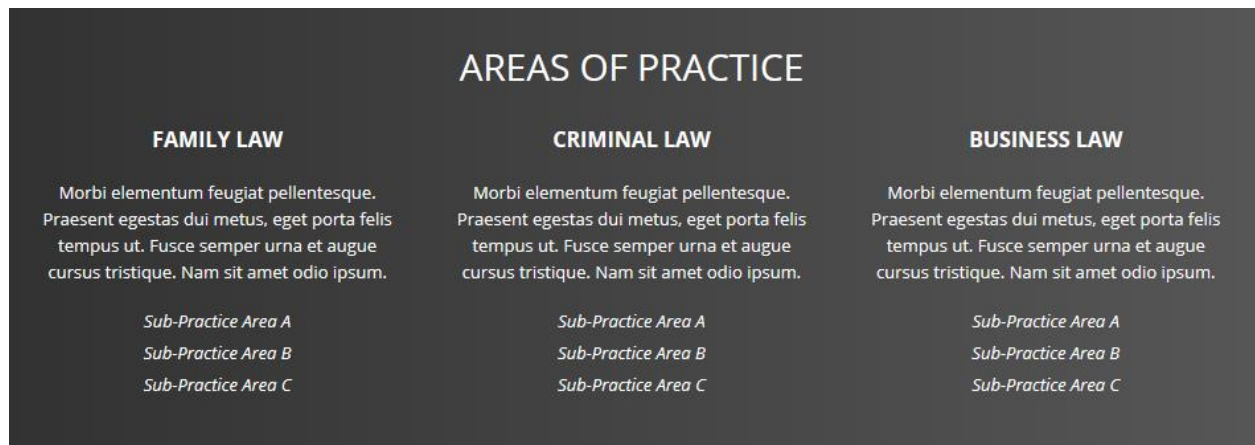 AREAS OF PRACTICE
FAMILY LAW
Morbi elementum feugiat pellentesque.
Praesent egestas dui metus, eget porta felis
tempus ut. Fusce semper urna et augue
cursus tristique. Nam sit amet odio ipsum.
Sub-Practice Area A
Sub-Practice Area B
Sub-Practice Area C
CRIMINAL LAW
Morbi elementum feugiat pellentesque.
Praesent egestas dui metus, eget porta felis
tempus ut. Fusce semper urna et augue
cursus tristique. Nam sit amet odio ipsum.
Sub-Practice Area A
Sub-Practice Area B
Sub-Practice Area C
BUSINESS LAW
Morbi elementum feugiat pellentesque.
Praesent egestas dui metus, eget porta felis
tempus ut. Fusce semper urna et augue
cursus tristique. Nam sit amet odio ipsum.
Sub-Practice Area A
Sub-Practice Area B
Sub-Practice Area C